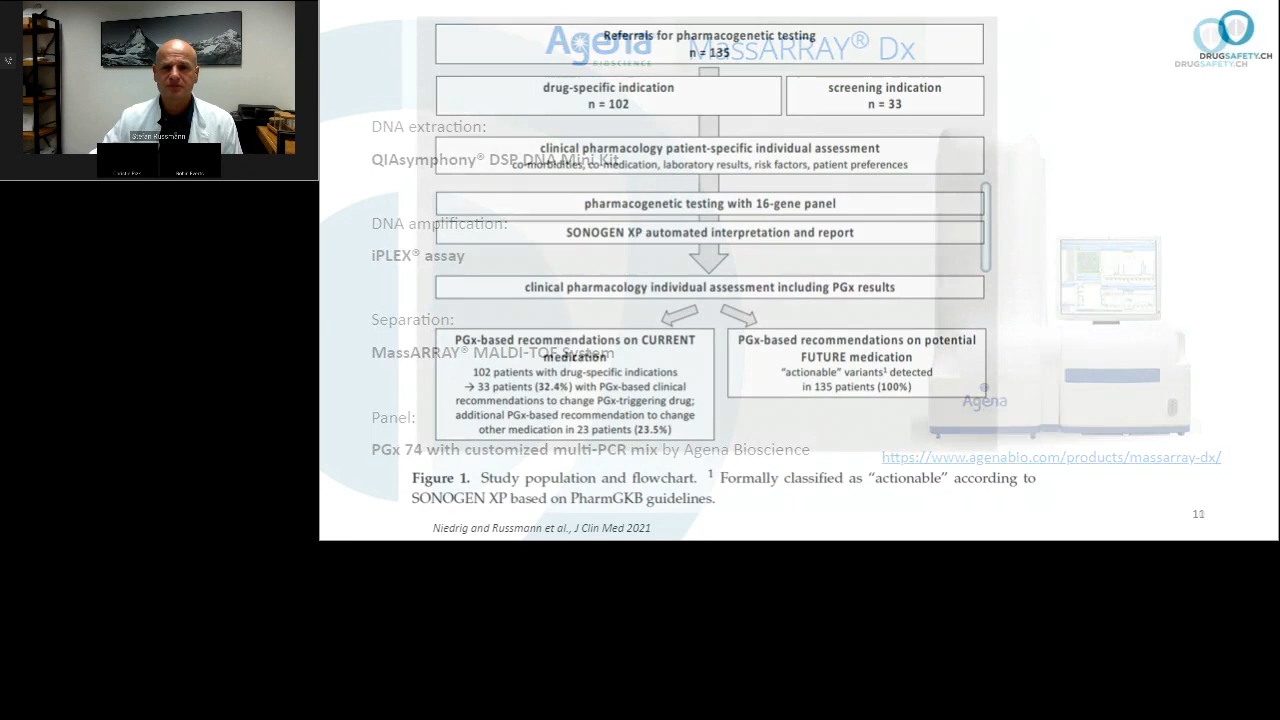 Stefan Russmann
Robin Everts
Agena
BIOSCIENCE
MassARRAY® Dx
DRUGSAFETY.CH
DRUGSAFETY.CH
Referrals for pharmacogenetic testing
n = 135
drug-specific indication
n = 102
screening indication
n = 33
DNA extraction:
QIAsymphony® DSP DNA Mini Kit
clinical pharmacology patient-specific individual assessment
co-morbidities, co-medication, laboratory results, risk factors, patient preferences
pharmacogenetic testing with 16-gene panel
DNA amplification:
SONOGEN XP automated interpretation and report
iPLEX® assay
clinical pharmacology individual assessment including PGx results
Separation:
MassARRAY® MALDI-TOF System
PGx-based recommendations on CURRENT
medication
102 patients with drug-specific indications
→ 33 patients (32.4%) with PGx-based clinical
recommendations to change PGx-triggering drug;
additional PGx-based recommendation to change
other medication in 23 patients (23.5%)
PGx-based recommendations on potential
FUTURE medication
"actionable" variants¹ detected
in 135 patients (100%)
Agena
Panel:
PGx 74 with customized multi-PCR mix by Agena Bioscience
https://www.agenabio.com/products/massarray-dx/
Figure 1. Study population and flowchart. ¹ Formally classified as "actionable" according to
SONOGEN XP based on PharmGKB guidelines.
Niedrig and Russmann et al., J Clin Med 2021